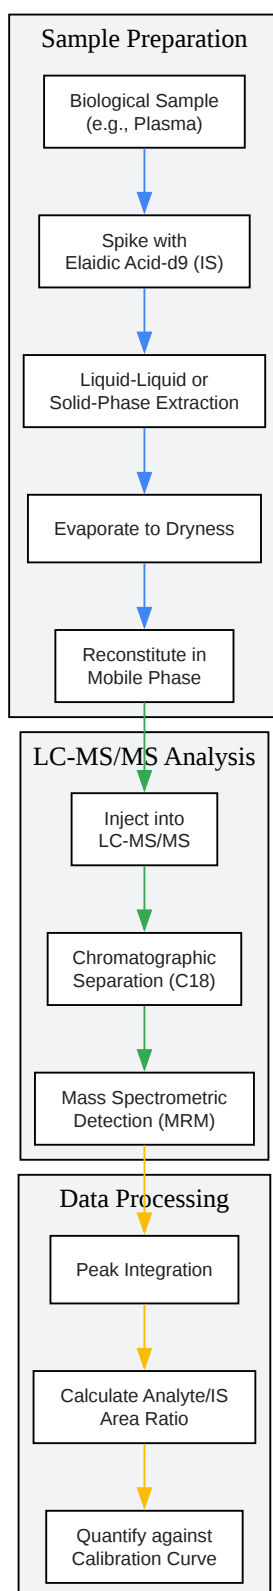 Sample Preparation
Biological Sample
(e.g., Plasma)
Spike with
Elaidic Acid-d9 (IS)
Liquid-Liquid or
Solid-Phase Extraction
Evaporate to Dryness
Reconstitute in
Mobile Phase
LC-MS/MS Analysis
Inject into
LC-MS/MS
Chromatographic
Separation (C18)
Mass Spectrometric
Detection (MRM)
Data Processing
Peak Integration
Calculate Analyte/IS
Area Ratio
Quantify against
Calibration Curve